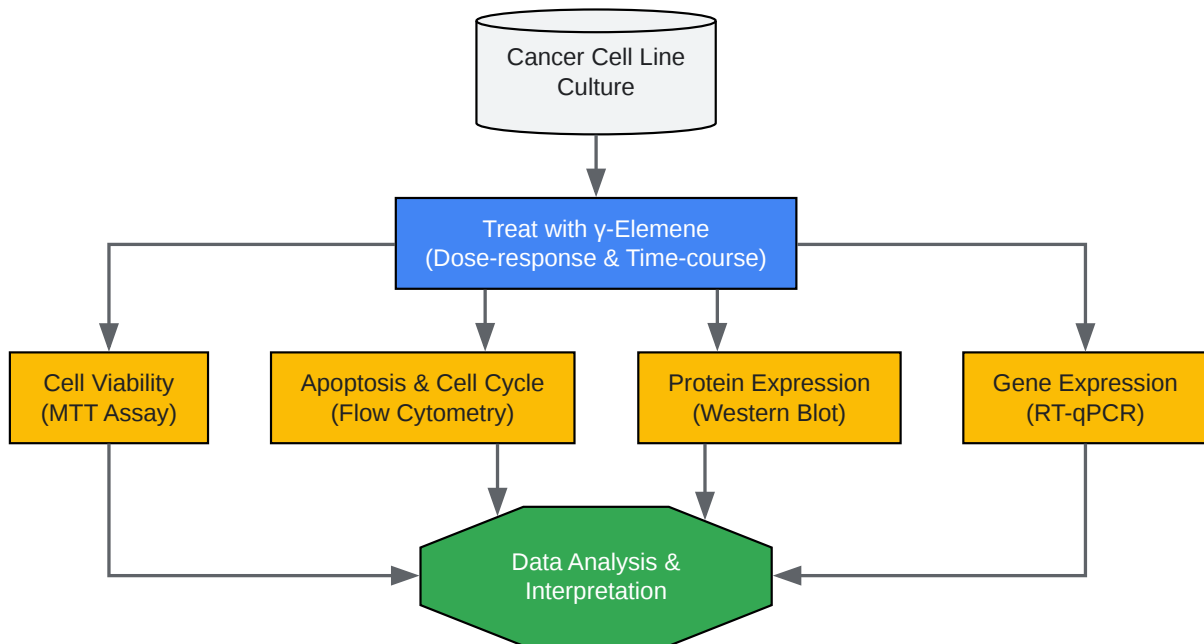 Cancer Cell Line
Culture
Treat with γ-Elemene
(Dose-response & Time-course)
Cell Viability
(MTT Assay)
Apoptosis & Cell Cycle
(Flow Cytometry)
Protein Expression
(Western Blot)
Gene Expression
(RT-qPCR)
Data Analysis &
Interpretation